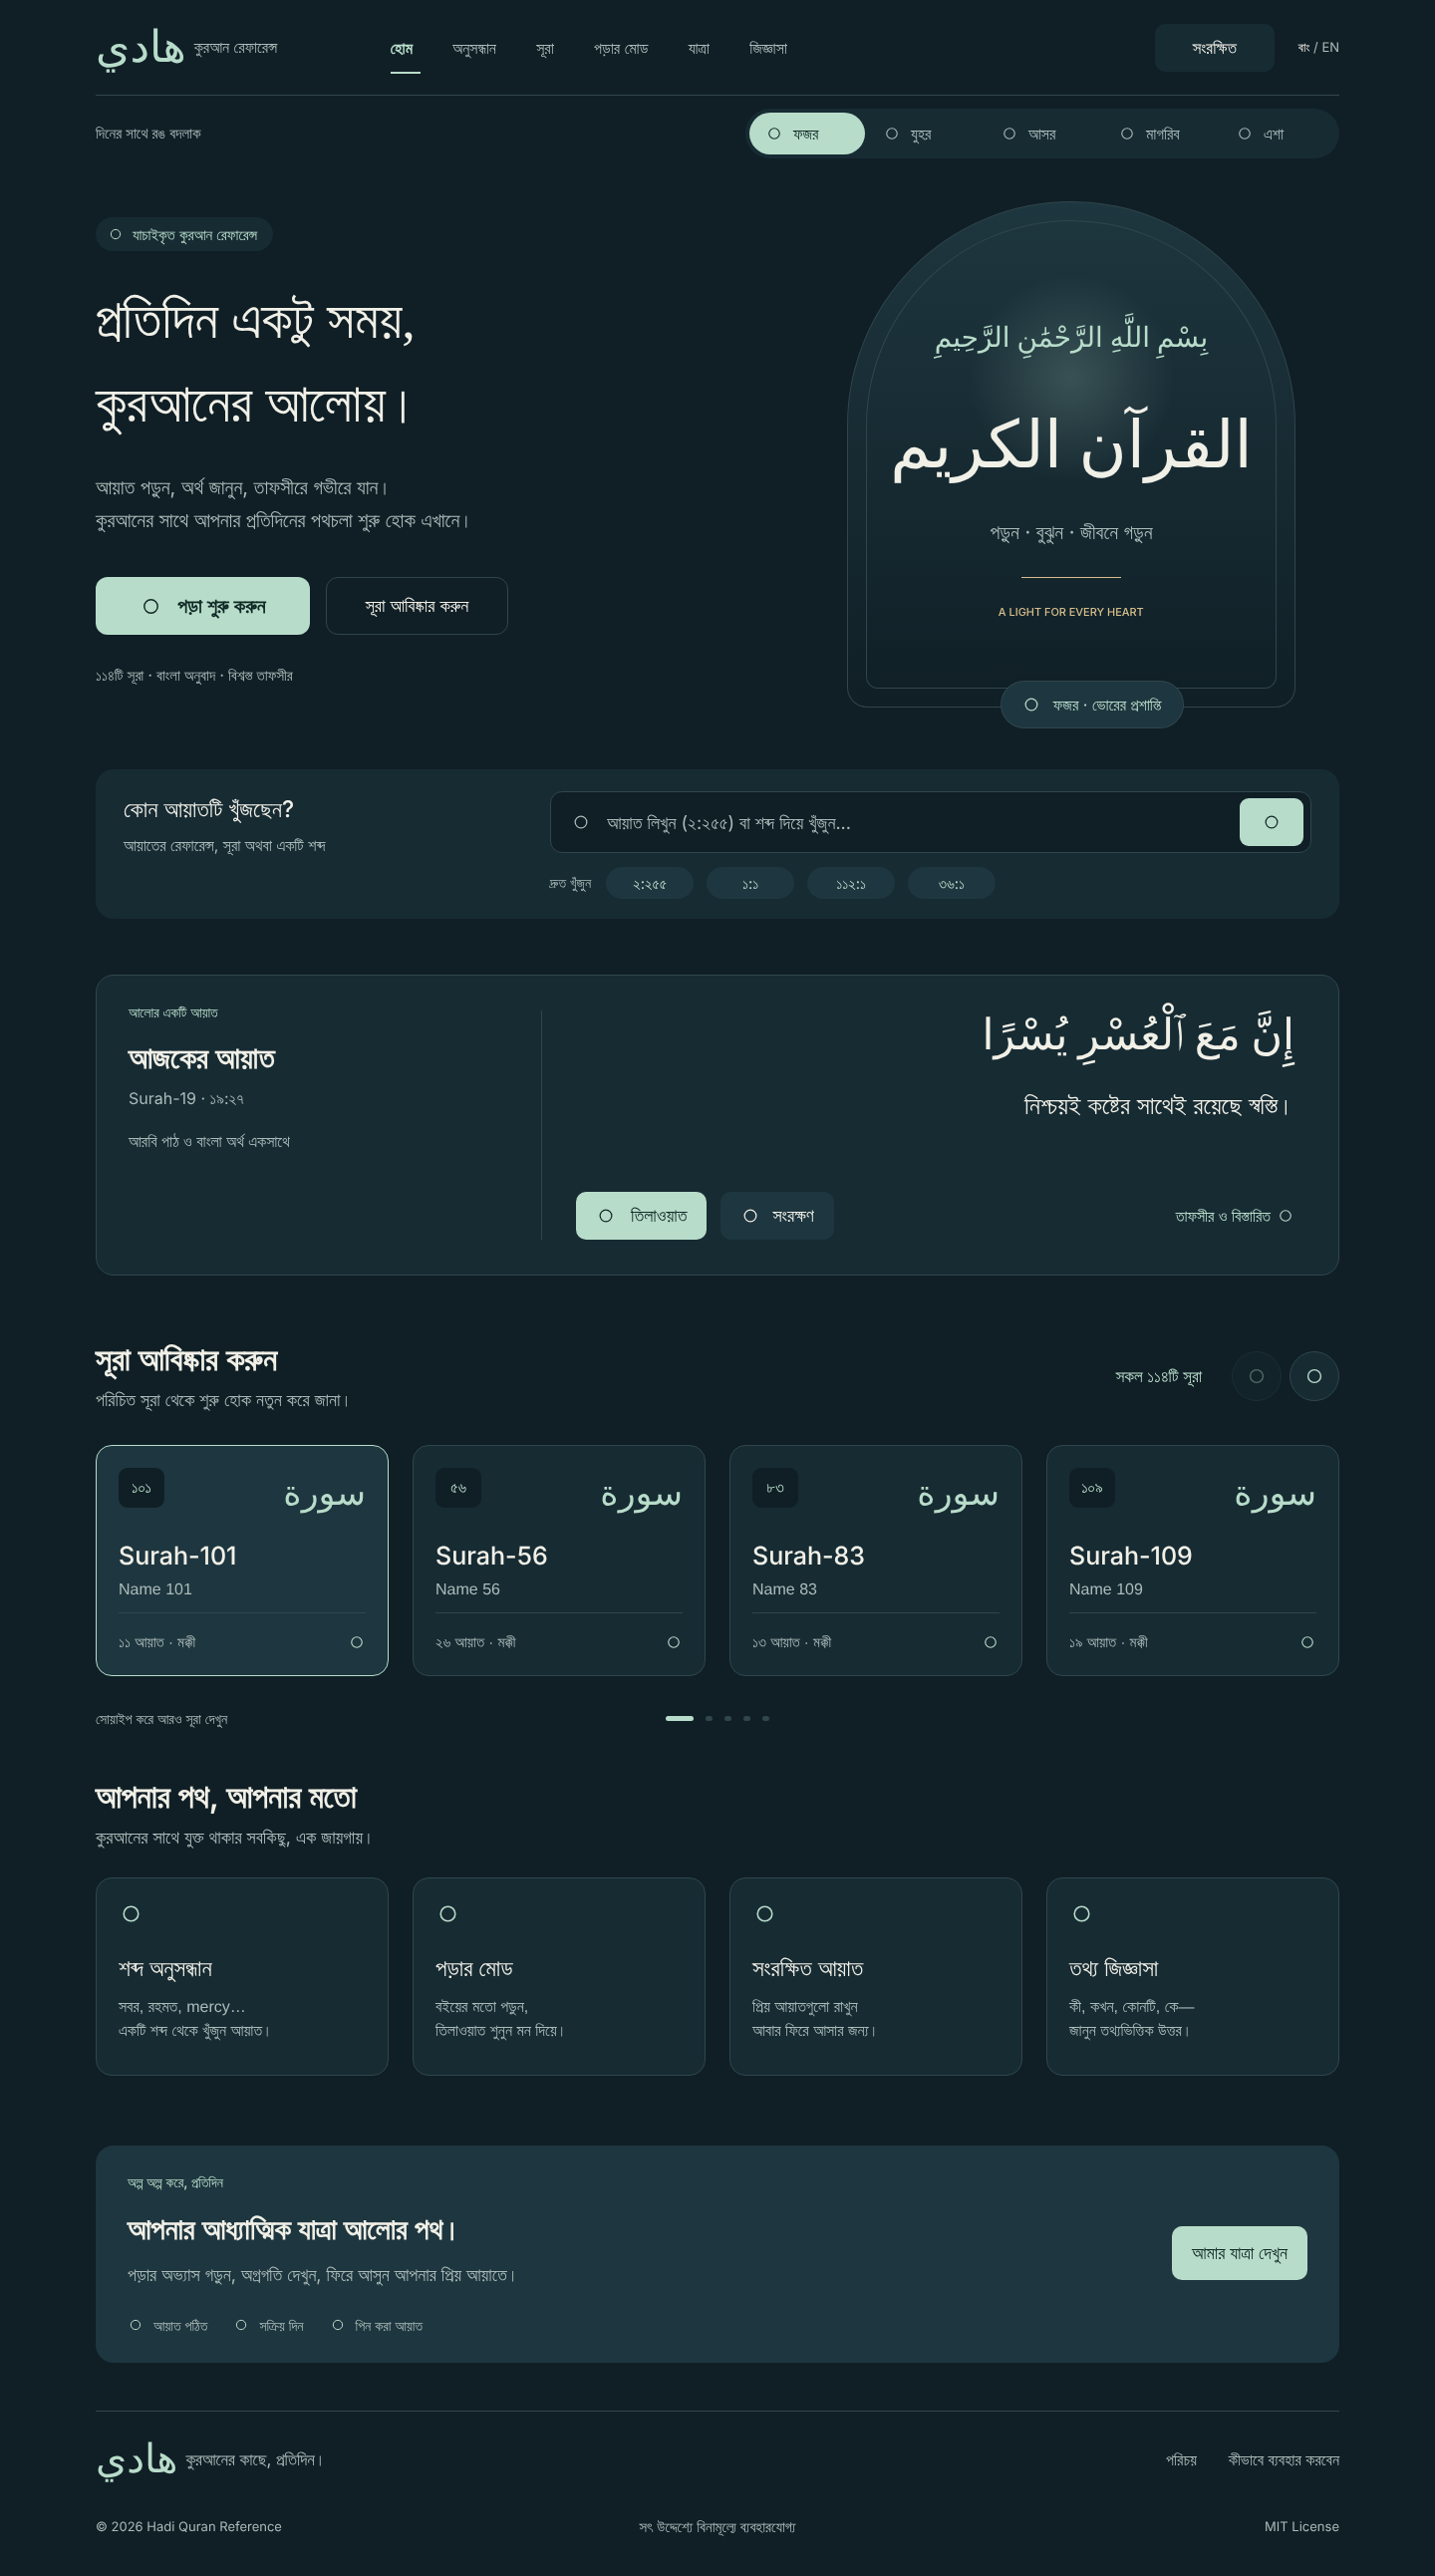 هادي কুরআন রেফারেন্স
হোম অনুসন্ধান সূরা পড়ার মোড যাত্রা জিজ্ঞাসা
সংরক্ষিত
বাং / EN
দিনের সাথে রঙ বদলাক
ফজর যুহর আসর মাগরিব এশা
যাচাইকৃত কুরআন রেফারেন্স
প্রতিদিন একটু সময়,
কুরআনের আলোয়।
আয়াত পড়ুন, অর্থ জানুন, তাফসীরে গভীরে যান।
কুরআনের সাথে আপনার প্রতিদিনের পথচলা শুরু হোক এখানে।
পড়া শুরু করুন
সূরা আবিষ্কার করুন
১১৪টি সূরা · বাংলা অনুবাদ · বিশ্বস্ত তাফসীর
بِسْمِ اللَّهِ الرَّحْمَٰنِ الرَّحِيمِ
القرآن الكريم
পড়ুন · বুঝুন · জীবনে গড়ুন
A LIGHT FOR EVERY HEART
ফজর · ভোরের প্রশান্তি
কোন আয়াতটি খুঁজছেন?
আয়াতের রেফারেন্স, সূরা অথবা একটি শব্দ
আয়াত লিখুন (২:২৫৫) বা শব্দ দিয়ে খুঁজুন...
দ্রুত খুঁজুন ২:২৫৫ ১:১ ১১২:১ ৩৬:১
আলোর একটি আয়াত
আজকের আয়াত
Surah-19 · ১৯:২৭
আরবি পাঠ ও বাংলা অর্থ একসাথে
إِنَّ مَعَ ٱلْعُسْرِ يُسْرًا
নিশ্চয়ই কষ্টের সাথেই রয়েছে স্বস্তি।
তিলাওয়াত
সংরক্ষণ
তাফসীর ও বিস্তারিত
সূরা আবিষ্কার করুন
পরিচিত সূরা থেকে শুরু হোক নতুন করে জানা।
সকল ১১৪টি সূরা
১০১ سورة
Surah-101
Name 101
১১ আয়াত · মক্কী
৫৬ سورة
Surah-56
Name 56
২৬ আয়াত · মক্কী
৮৩ سورة
Surah-83
Name 83
১৩ আয়াত · মক্কী
১০৯ سورة
Surah-109
Name 109
১৯ আয়াত · মক্কী
সোয়াইপ করে আরও সূরা দেখুন
আপনার পথ, আপনার মতো
কুরআনের সাথে যুক্ত থাকার সবকিছু, এক জায়গায়।
শব্দ অনুসন্ধান
সবর, রহমত, mercy...
একটি শব্দ থেকে খুঁজুন আয়াত।
পড়ার মোড
বইয়ের মতো পড়ুন,
তিলাওয়াত শুনুন মন দিয়ে।
সংরক্ষিত আয়াত
প্রিয় আয়াতগুলো রাখুন
আবার ফিরে আসার জন্য।
তথ্য জিজ্ঞাসা
কী, কখন, কোনটি, কে—
জানুন তথ্যভিত্তিক উত্তর।
অল্প অল্প করে, প্রতিদিন
আপনার আধ্যাত্মিক যাত্রা আলোর পথ।
পড়ার অভ্যাস গড়ুন, অগ্রগতি দেখুন, ফিরে আসুন আপনার প্রিয় আয়াতে।
আয়াত পঠিত সক্রিয় দিন পিন করা আয়াত
আমার যাত্রা দেখুন
هادي কুরআনের কাছে, প্রতিদিন।
পরিচয় কীভাবে ব্যবহার করবেন
© 2026 Hadi Quran Reference
সৎ উদ্দেশ্যে বিনামূল্যে ব্যবহারযোগ্য
MIT License